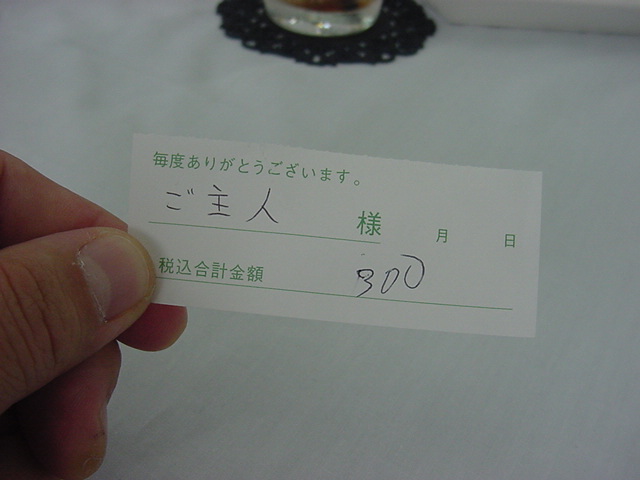 毎度ありがとうございます。
ご主人 様 月 日
税込合計金額 300